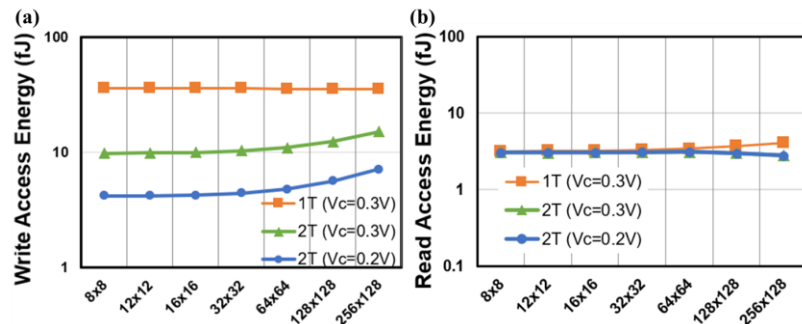 (a)
Write Access Energy (fJ)
100
10
1
1T (Vc=0.3V)
2T (Vc=0.3V)
2T (Vc=0.2V)
8x8
12x12
16x16
32x32
64x64
128x128
256x128
(b)
Read Access Energy (fJ)
100
10
1
0.1
1T (Vc=0.3V)
2T (Vc=0.3V)
2T (Vc=0.2V)
8x8
12x12
16x16
32x32
64x64
128x128
256x128